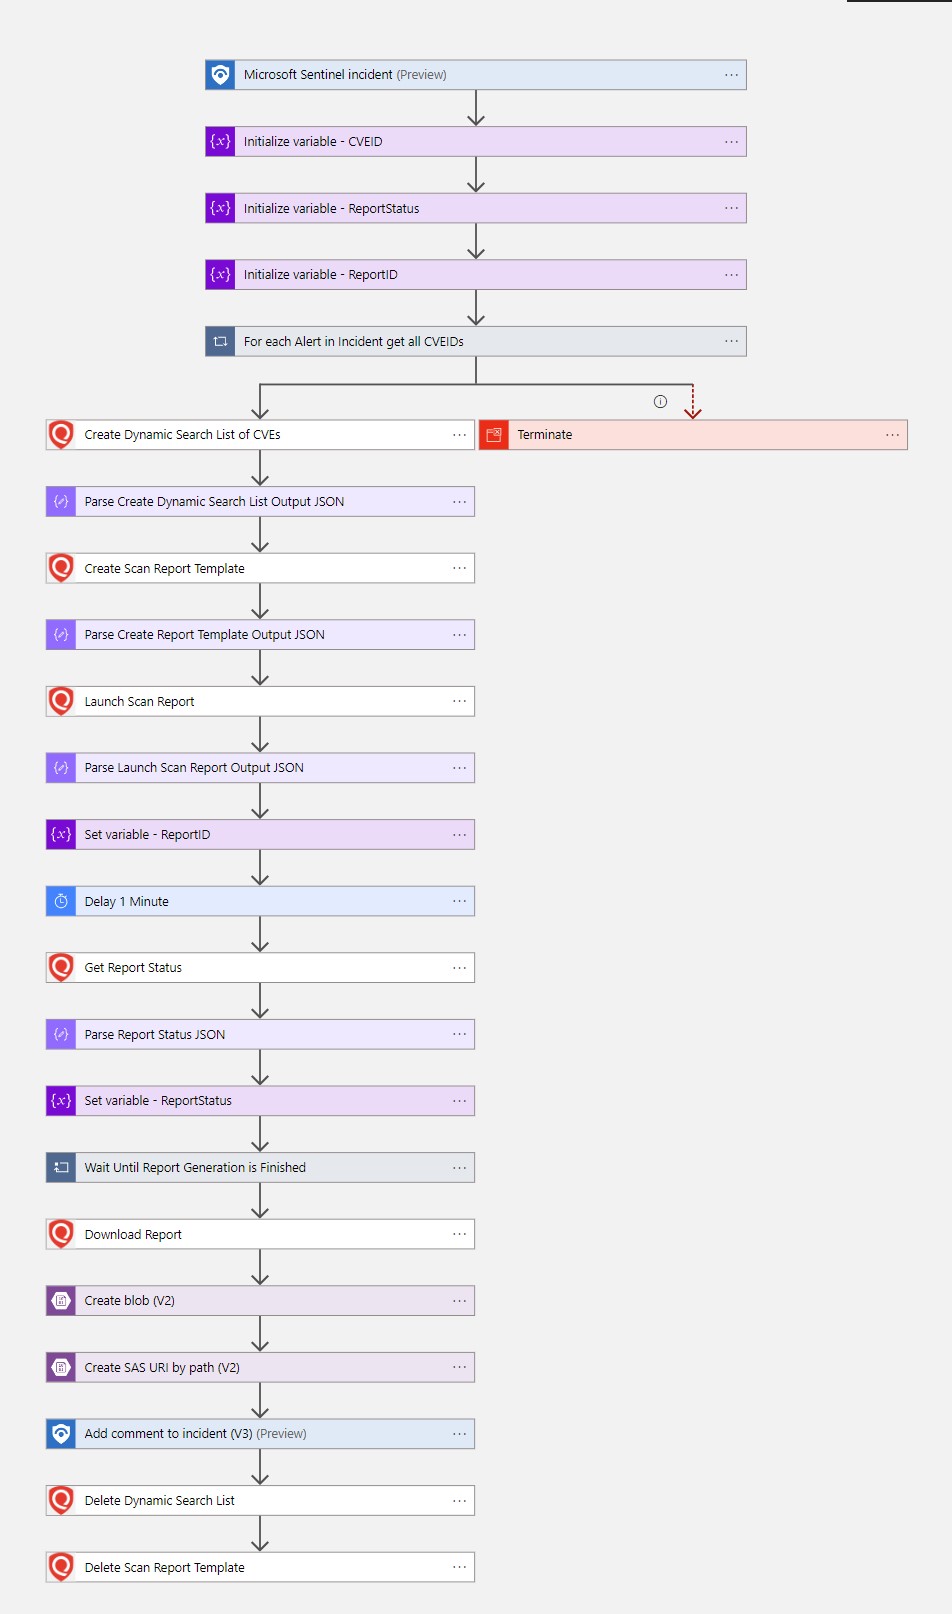 Microsoft Sentinel incident (Preview)
Initialize variable - CVEID
Initialize variable - ReportStatus
Initialize variable - ReportID
For each Alert in Incident get all CVEIDs
Create Dynamic Search List of CVEs
Terminate
Parse Create Dynamic Search List Output JSON
Create Scan Report Template
Parse Create Report Template Output JSON
Launch Scan Report
Parse Launch Scan Report Output JSON
Set variable - ReportID
Delay 1 Minute
Get Report Status
Parse Report Status JSON
Set variable - ReportStatus
Wait Until Report Generation is Finished
Download Report
Create blob (V2)
Create SAS URI by path (V2)
Add comment to incident (V3) (Preview)
Delete Dynamic Search List
Delete Scan Report Template